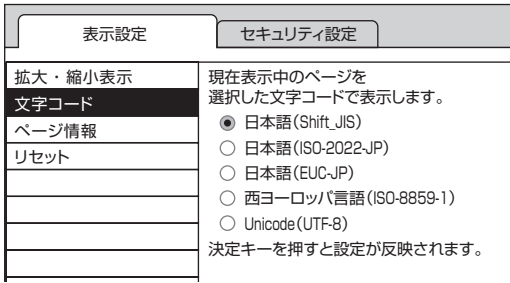 表示設定
セキュリティ設定
拡大・縮小表示
文字コード
ページ情報
リセット
現在表示中のページを
選択した文字コードで表示します。
日本語(Shift_JIS)
日本語(ISO-2022-JP)
日本語(EUC-JP)
西ヨーロッパ言語(ISO-8859-1)
Unicode(UTF-8)
決定キーを押すと設定が反映されます。